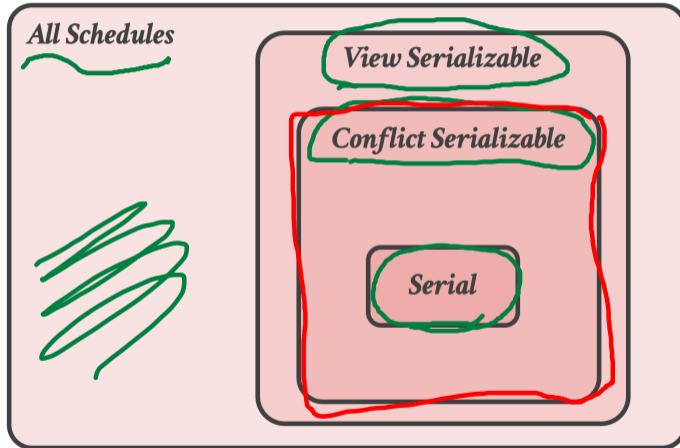 All Schedules
View Serializable
Conflict Serializable
Serial